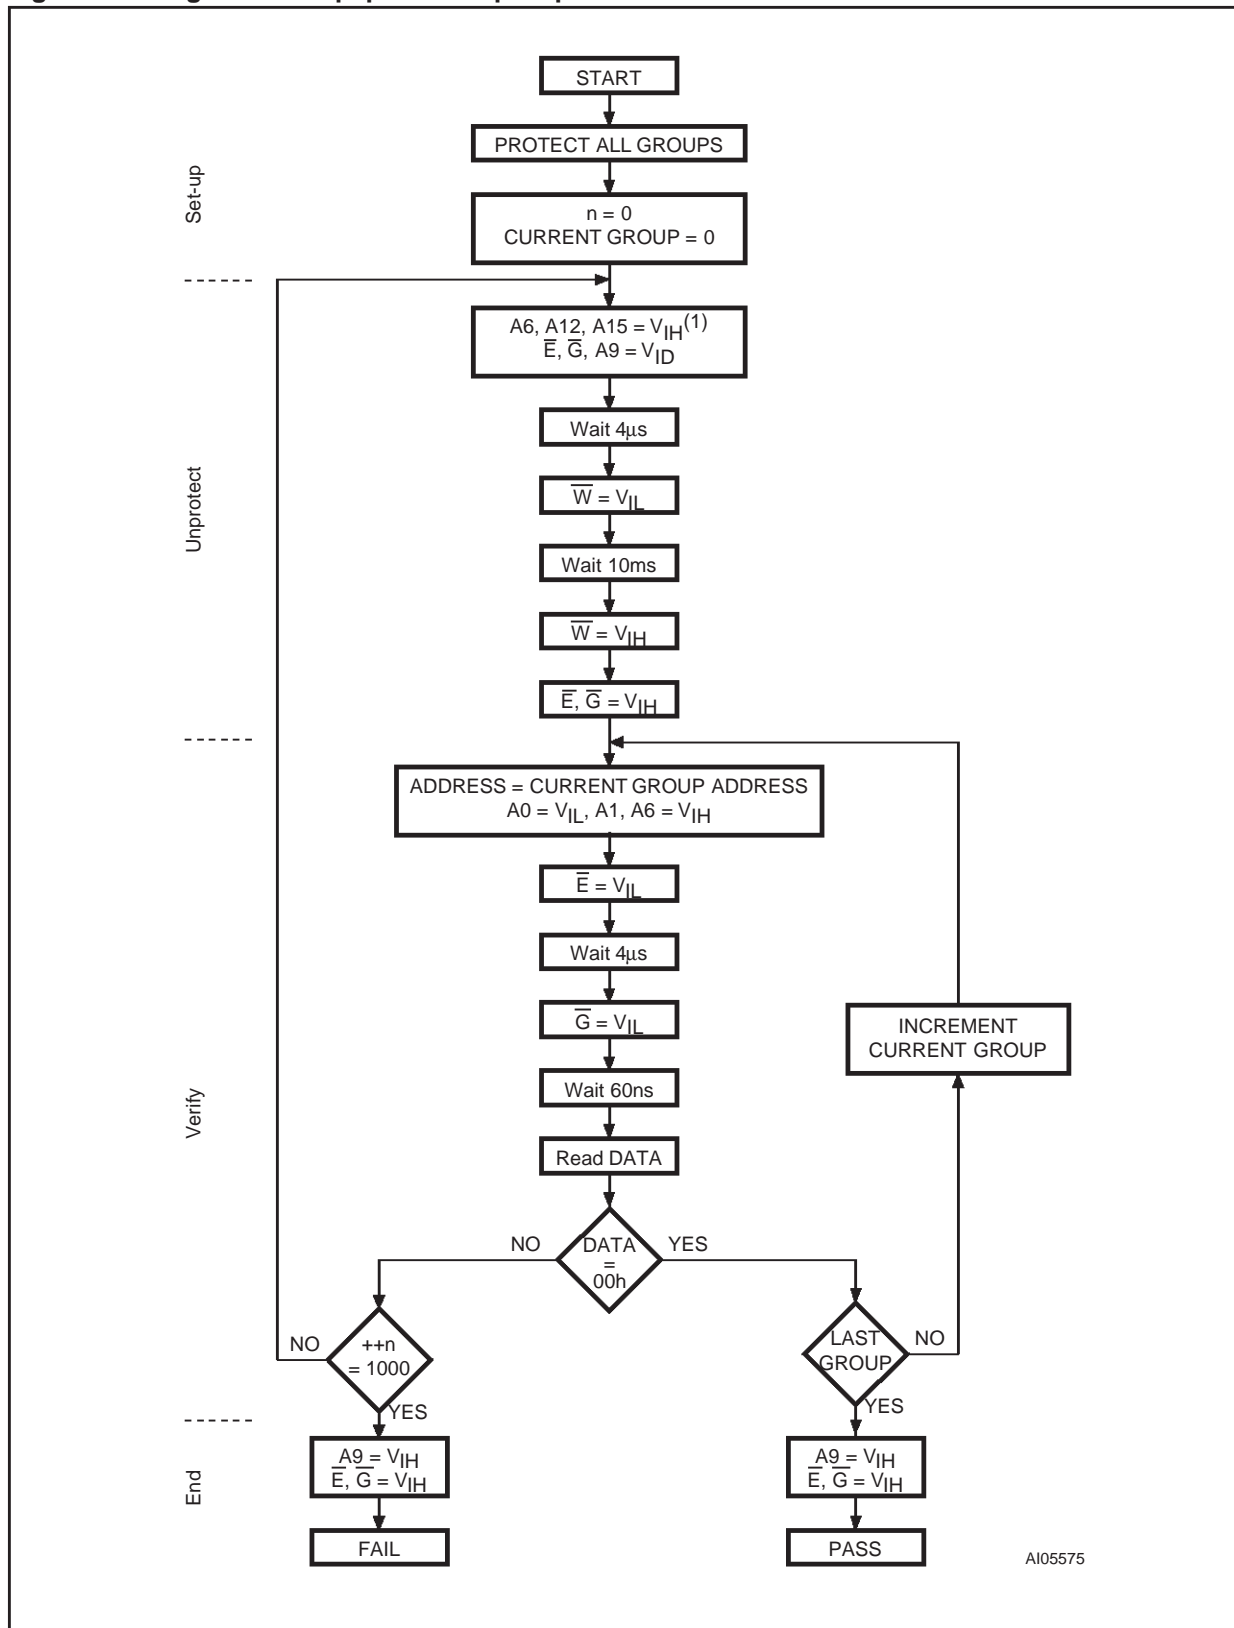 START
PROTECT ALL GROUPS
Set-up
n = 0
CURRENT GROUP = 0
A6, A12, A15 = VIH(1)
E̅, G̅, A9 = VID
Wait 4μs
Unprotect
W̅ = VIL
Wait 10ms
W̅ = VIH
E̅, G̅ = VIH
ADDRESS = CURRENT GROUP ADDRESS
A0 = VIL, A1, A6 = VIH
E̅ = VIL
Wait 4μs
G̅ = VIL
INCREMENT
CURRENT GROUP
Wait 60ns
Verify
Read DATA
DATA
=
00h
NO
YES
++n
= 1000
NO
YES
LAST
GROUP
NO
YES
End
A9 = VIH
E̅, G̅ = VIH
A9 = VIH
E̅, G̅ = VIH
FAIL
PASS
AI05575